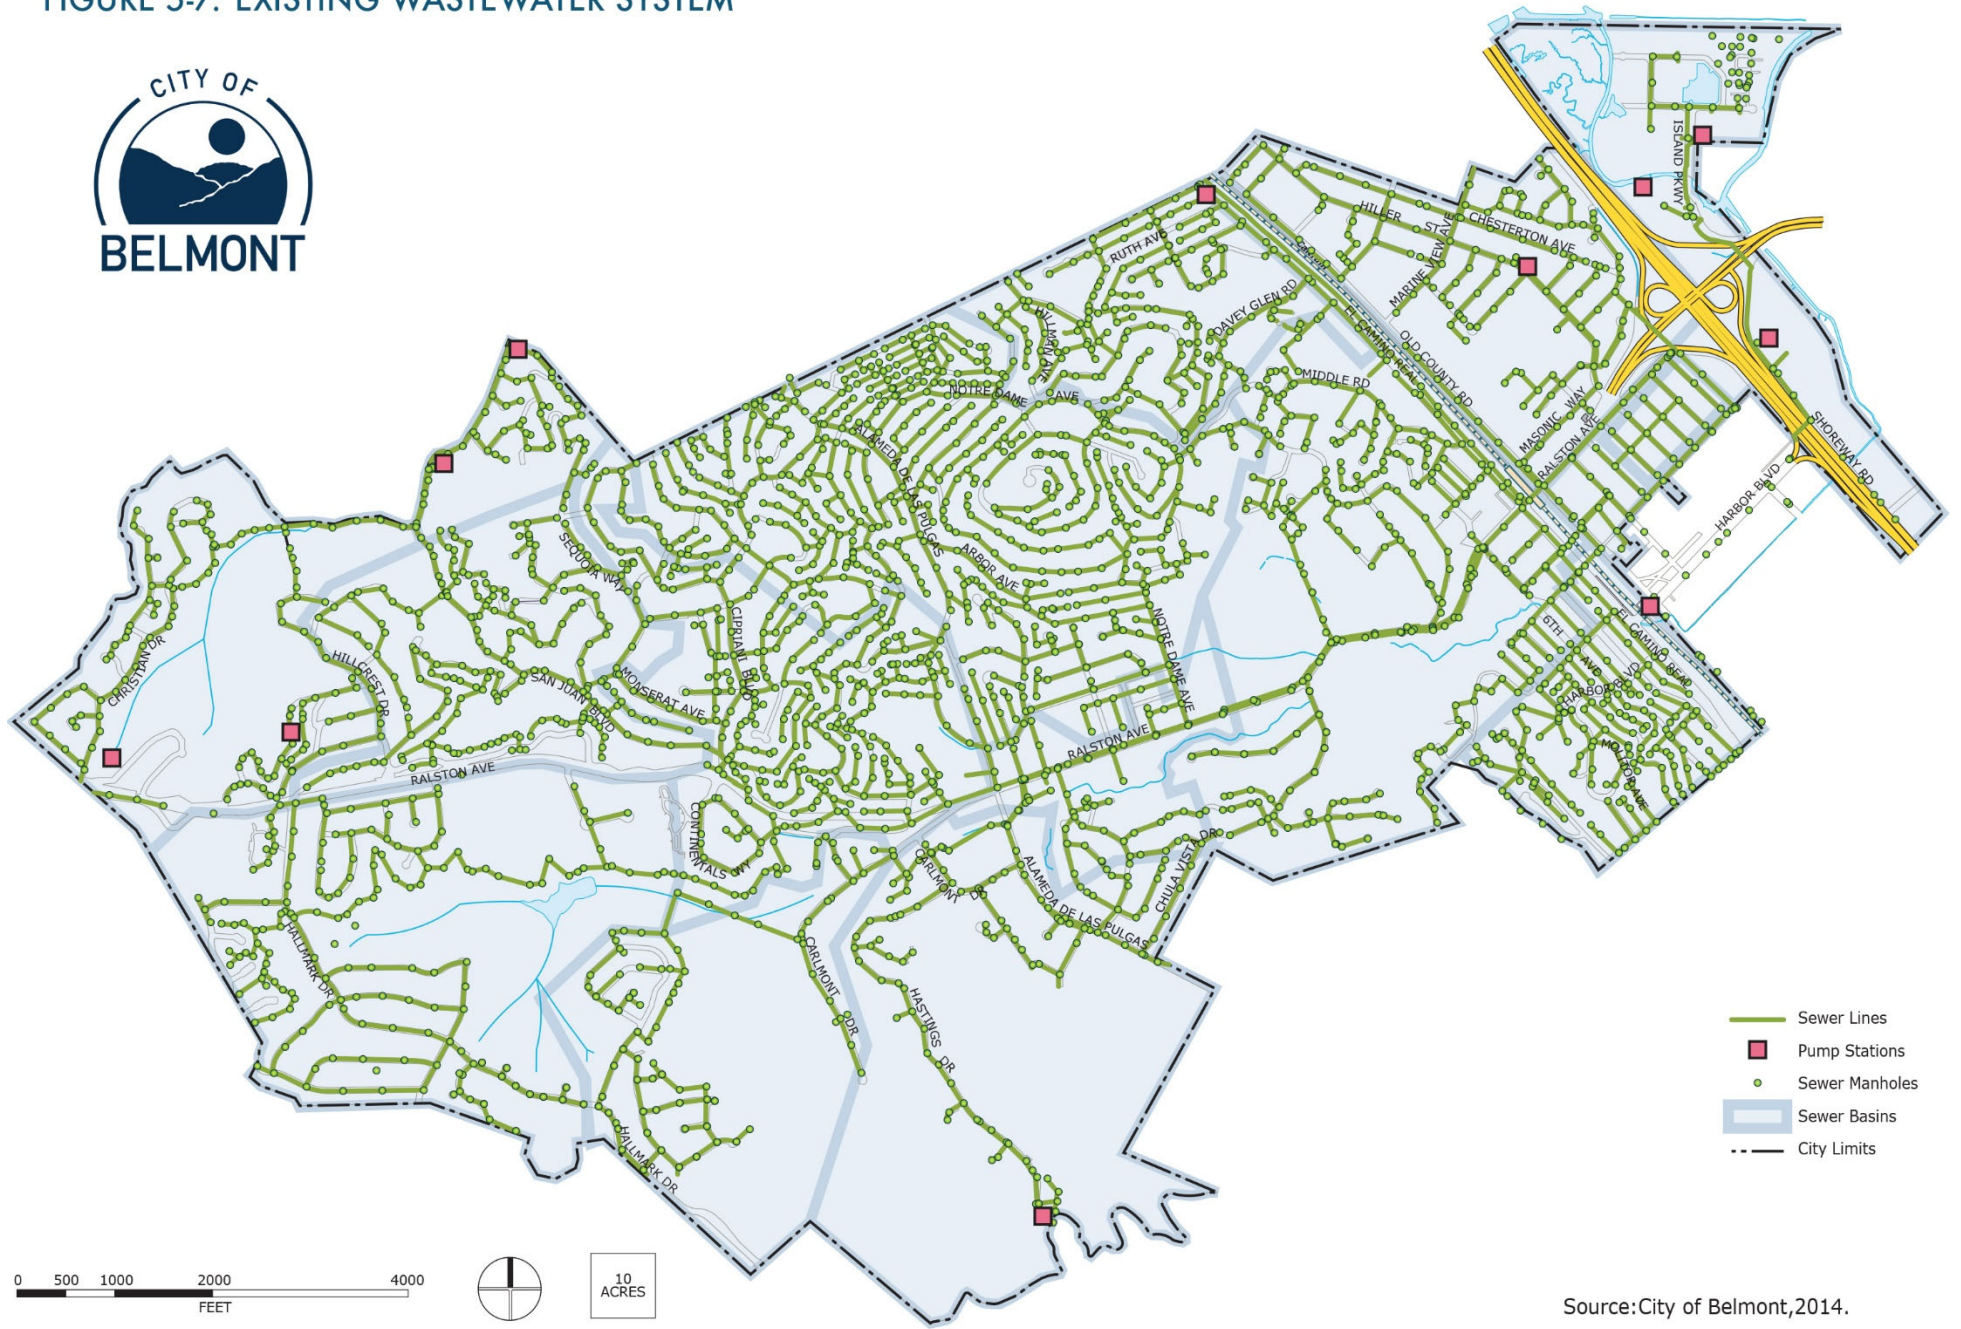 FIGURE 5-7: EXISTING WASTEWATER SYSTEM
CITY OF
BELMONT
ISLAND PKWY
HILLER ST
CHESTERTON AVE
MARINE VIEW AVE
RUTH AVE
DAVEY GLEN RD
HILLMAN AVE
EL CAMINO REAL
OLD COUNTY RD
MIDDLE RD
NOTRE DAME AVE
MASONIC WAY
RALSTON AVE
SHOREWAY RD
HARBOR BLVD
ALAMEDA DE LAS PULGAS
ARBOR AVE
SEQUOIA WAY
CIPRIANI BLVD
NOTRE DAME AVE
6TH AVE
EL CAMINO REAL
HARBOR BLVD
CHRISTIAN DR
HILLCREST DR
SAN JUAN BLVD
MONSERAT AVE
RALSTON AVE
RALSTON AVE
MOLITOR AVE
CONTINENTALS WY
CARLMONT DR
CHULA VISTA DR
ALAMEDA DE LAS PULGAS
HALLMARK DR
CARLMONT DR
HASTINGS DR
HALLMARK DR
Sewer Lines
Pump Stations
Sewer Manholes
Sewer Basins
City Limits
0 500 1000 2000 4000
FEET
10
ACRES
Source:City of Belmont,2014.